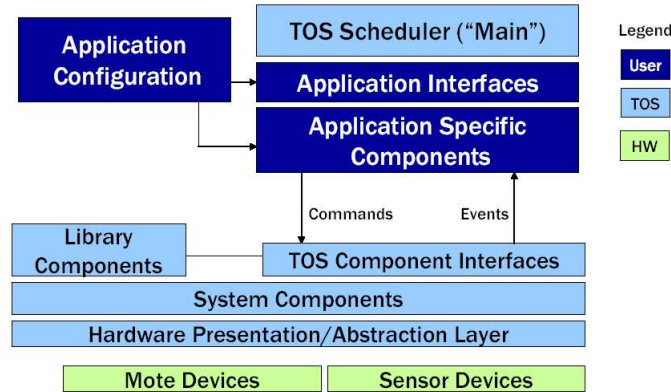 Application
Configuration
TOS Scheduler ("Main")
Application Interfaces
Application Specific
Components
Legend
User
TOS
HW
Commands
Events
Library
Components
TOS Component Interfaces
System Components
Hardware Presentation/Abstraction Layer
Mote Devices
Sensor Devices